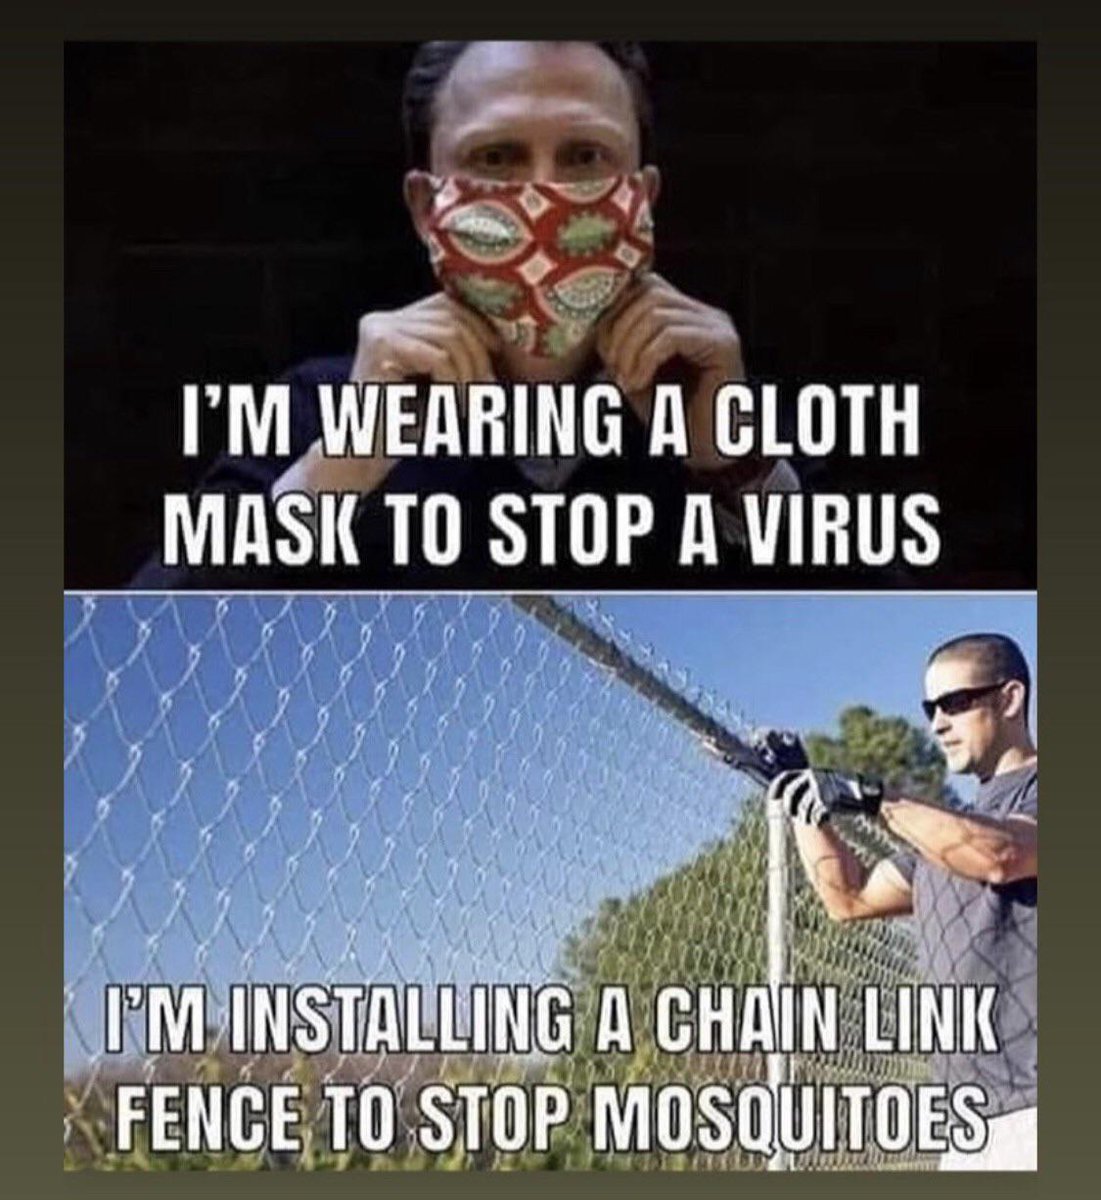 I'M WEARING A CLOTH
MASK TO STOP A VIRUS
I'M INSTALLING A CHAIN LINK
FENCE TO STOP MOSQUITOES